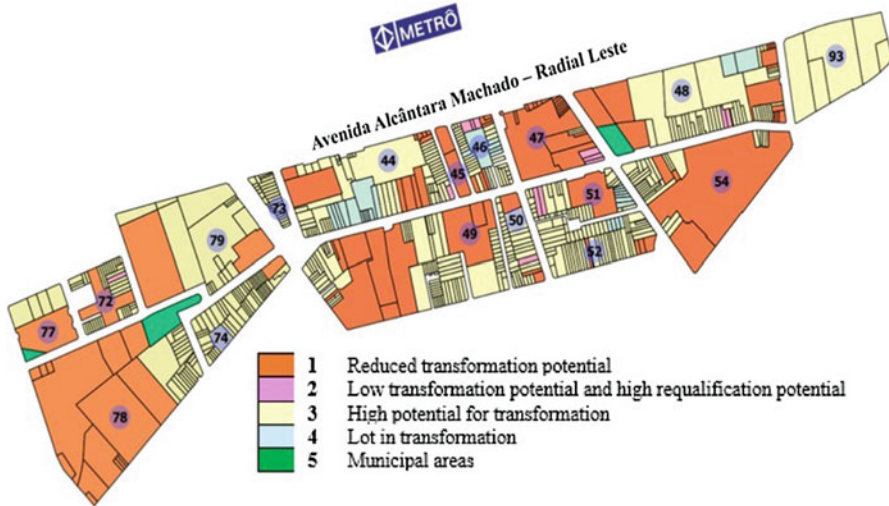 METRÔ
Avenida Alcântara Machado – Radial Leste
93
48
47
46
44
45
54
51
73
50
79
49
52
72
77
74
78
1 Reduced transformation potential
2 Low transformation potential and high requalification potential
3 High potential for transformation
4 Lot in transformation
5 Municipal areas